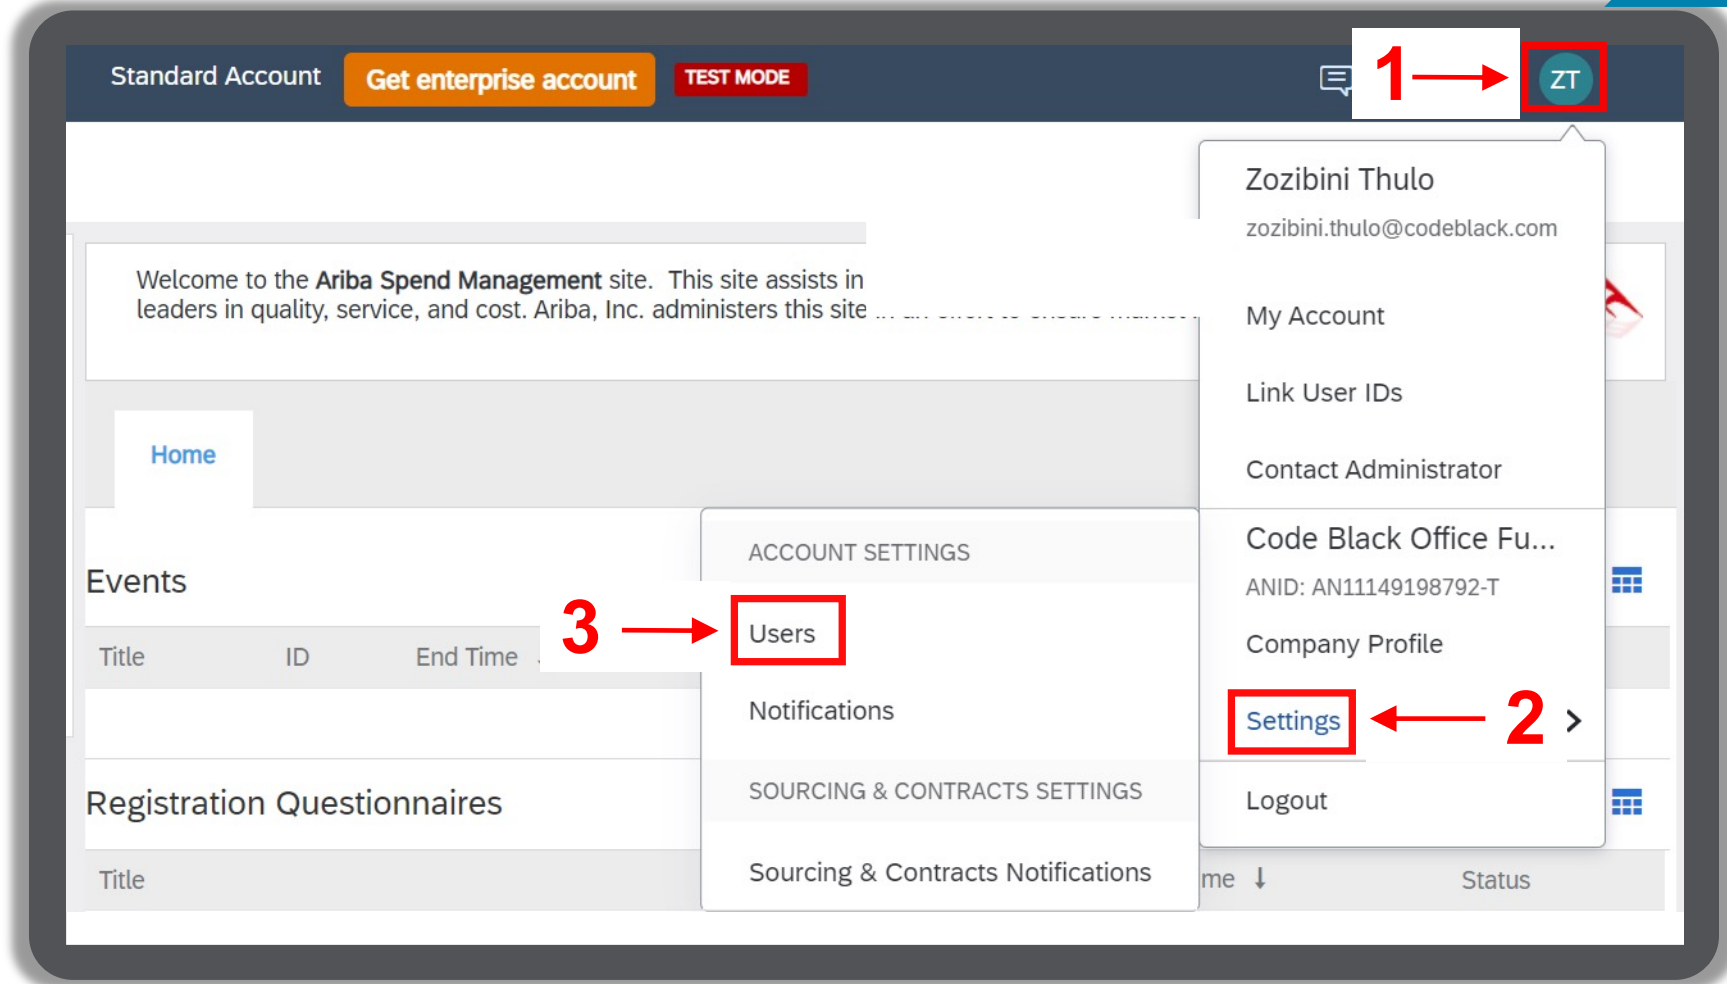 Standard Account
Get enterprise account
TEST MODE
1
ZT
Zozibini Thulo
zozibini.thulo@codeblack.com
Welcome to the Ariba Spend Management site. This site assists in
leaders in quality, service, and cost. Ariba, Inc. administers this site
My Account
Link User IDs
Contact Administrator
Home
Code Black Office Fu...
ANID: AN11149198792-T
Company Profile
Settings
2
Logout
ACCOUNT SETTINGS
3
Users
Notifications
SOURCING & CONTRACTS SETTINGS
Sourcing & Contracts Notifications
Events
Title ID End Time
Registration Questionnaires
Title me ↓ Status